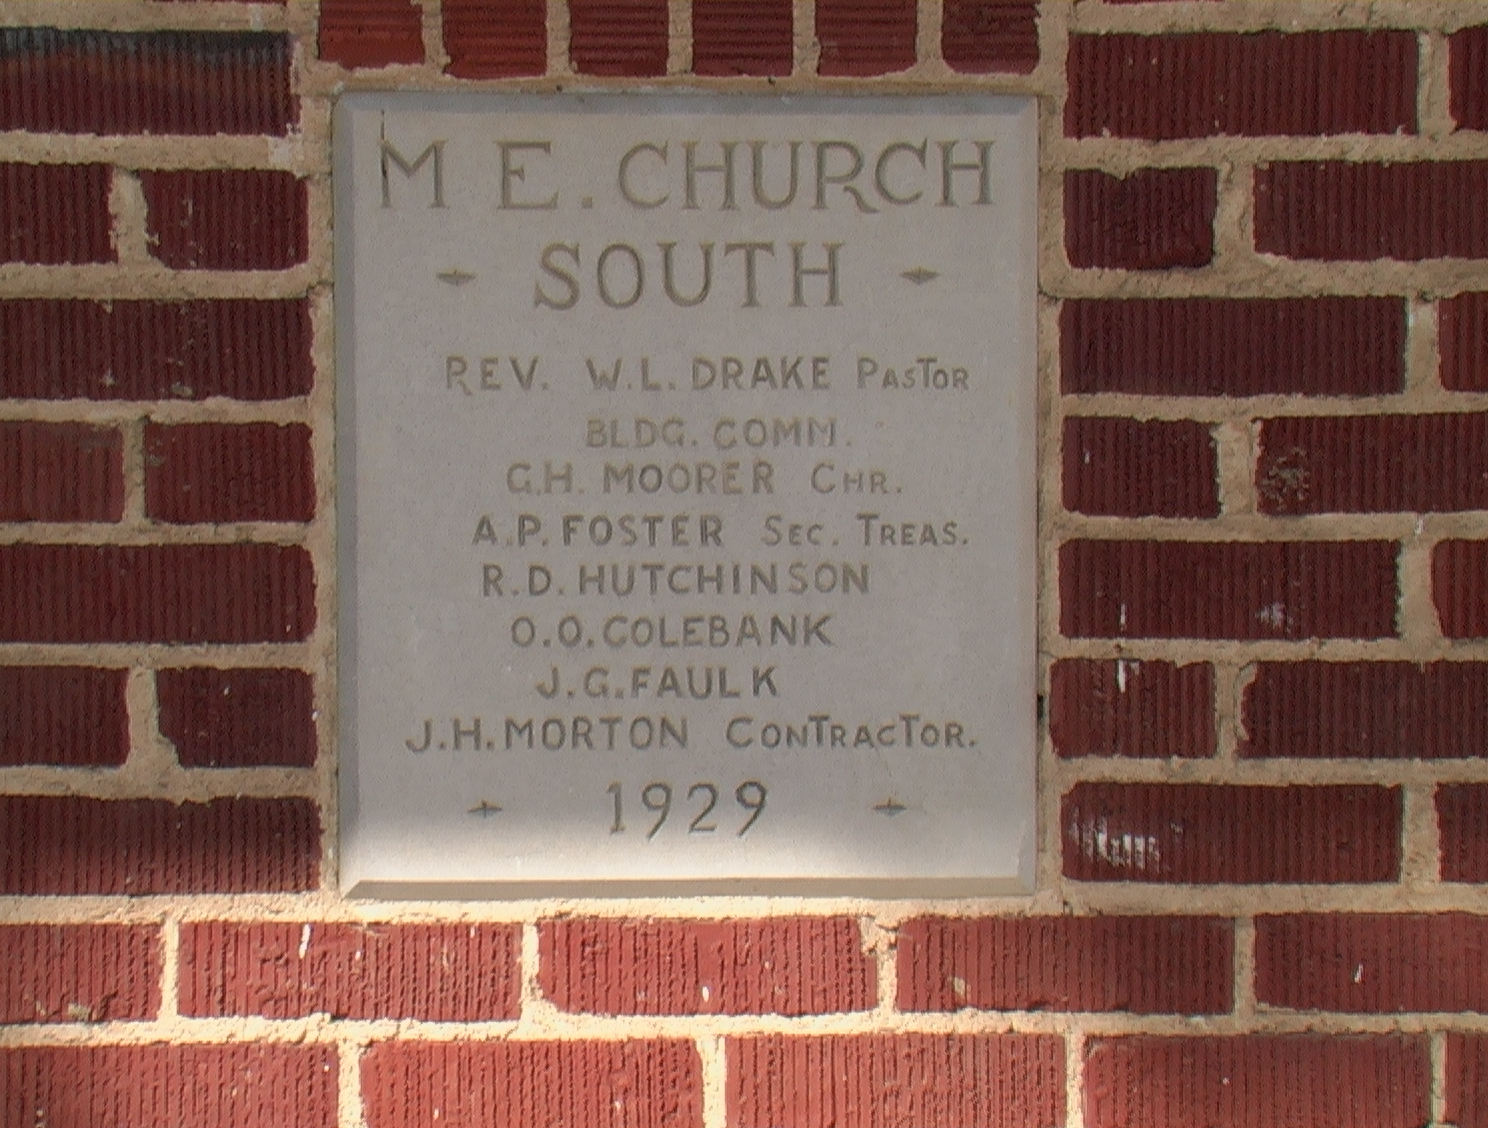 M E. CHURCH
SOUTH
REV. W.L. DRAKE PASTOR
BLDG. COMM.
G.H. MOORER CHR.
A.P. FOSTER SEC. TREAS.
R.D. HUTCHINSON
O.O. COLEBANK
J.G. FAULK
J.H. MORTON CONTRACTOR.
1929